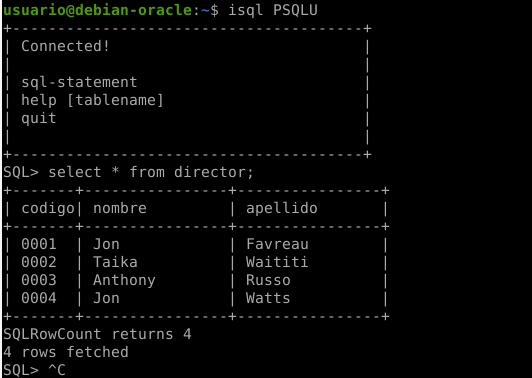 usuario@debian-oracle:~$ isql PSQLU
+---------------------------------------+
| Connected!                            |
|                                       |
| sql-statement                         |
| help [tablename]                      |
| quit                                  |
|                                       |
+---------------------------------------+
SQL> select * from director;
+-------+----------------+----------------+
| codigo| nombre         | apellido       |
+-------+----------------+----------------+
| 0001  | Jon            | Favreau        |
| 0002  | Taika          | Waititi        |
| 0003  | Anthony        | Russo          |
| 0004  | Jon            | Watts          |
+-------+----------------+----------------+
SQLRowCount returns 4
4 rows fetched
SQL> ^C